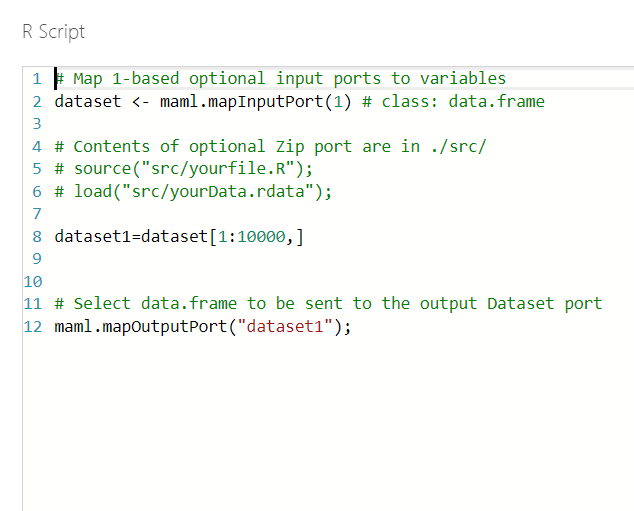 R Script
1 # Map 1-based optional input ports to variables
2 dataset <- maml.mapInputPort(1) # class: data.frame
3
4 # Contents of optional Zip port are in ./src/
5 # source("src/yourfile.R");
6 # load("src/yourData.rdata");
7
8 dataset1=dataset[1:10000,]
9
10
11 # Select data.frame to be sent to the output Dataset port
12 maml.mapOutputPort("dataset1");